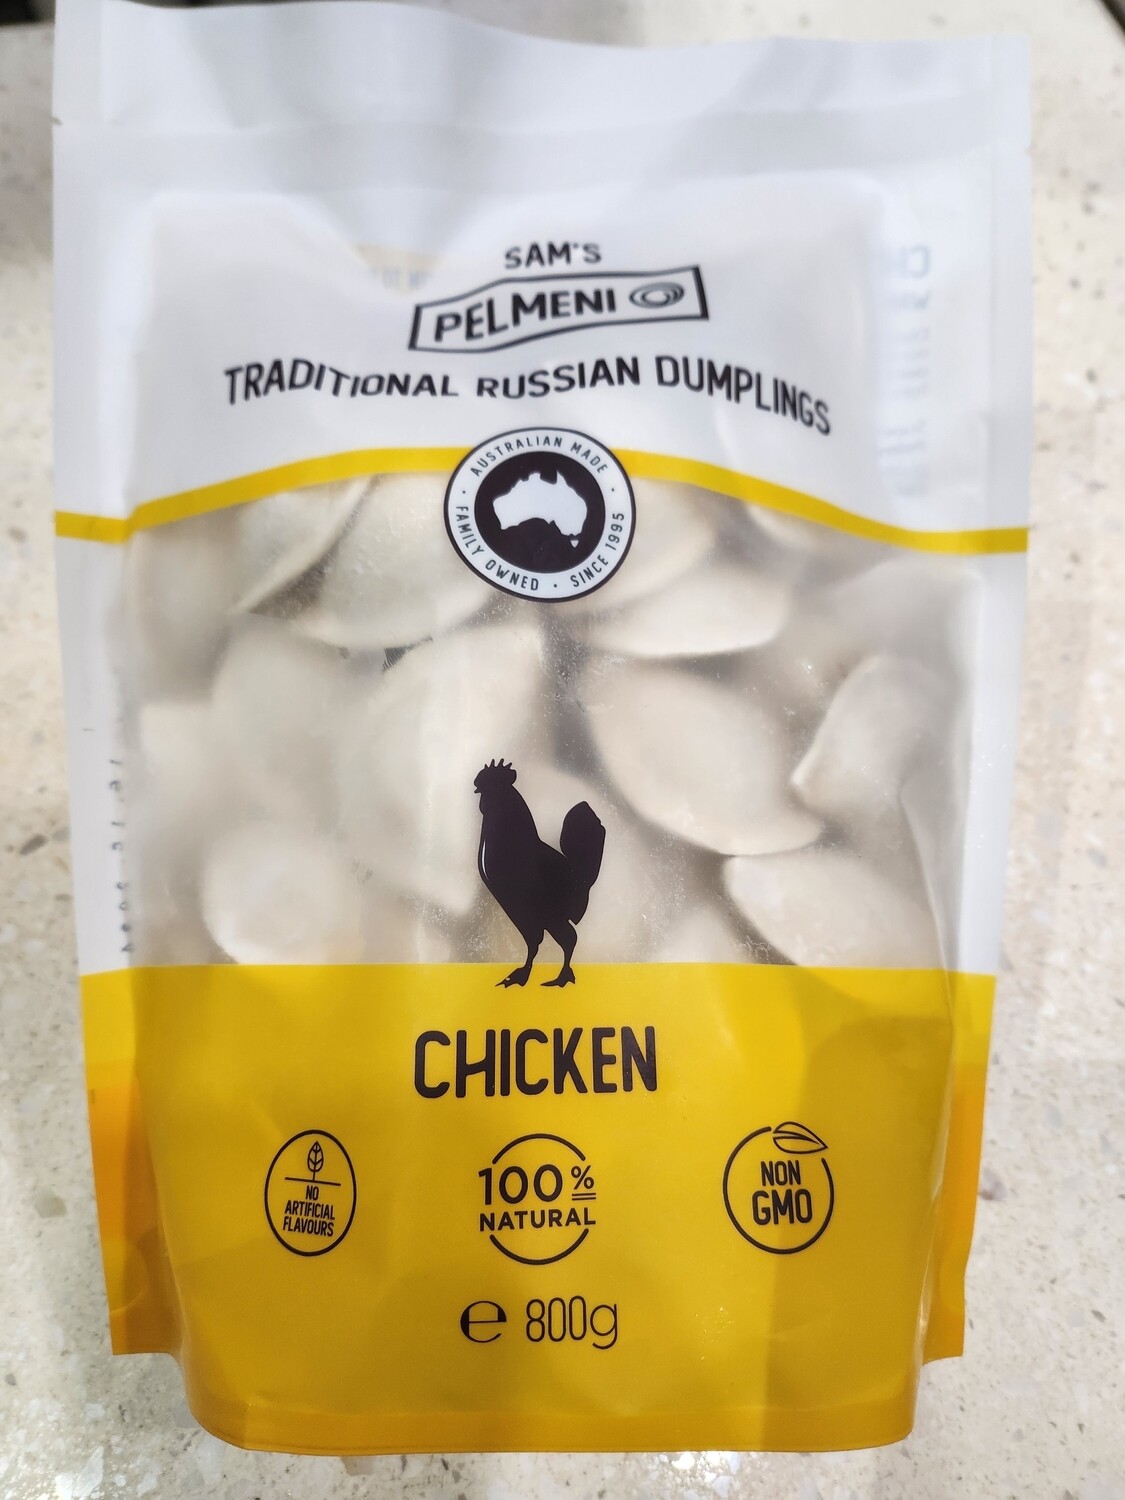 SAM'S
PELMENI
TRADITIONAL RUSSIAN DUMPLINGS
AUSTRALIAN MADE
FAMILY OWNED · SINCE 1995
CHICKEN
NO
ARTIFICIAL
FLAVOURS
100%
NATURAL
NON
GMO
e 800g